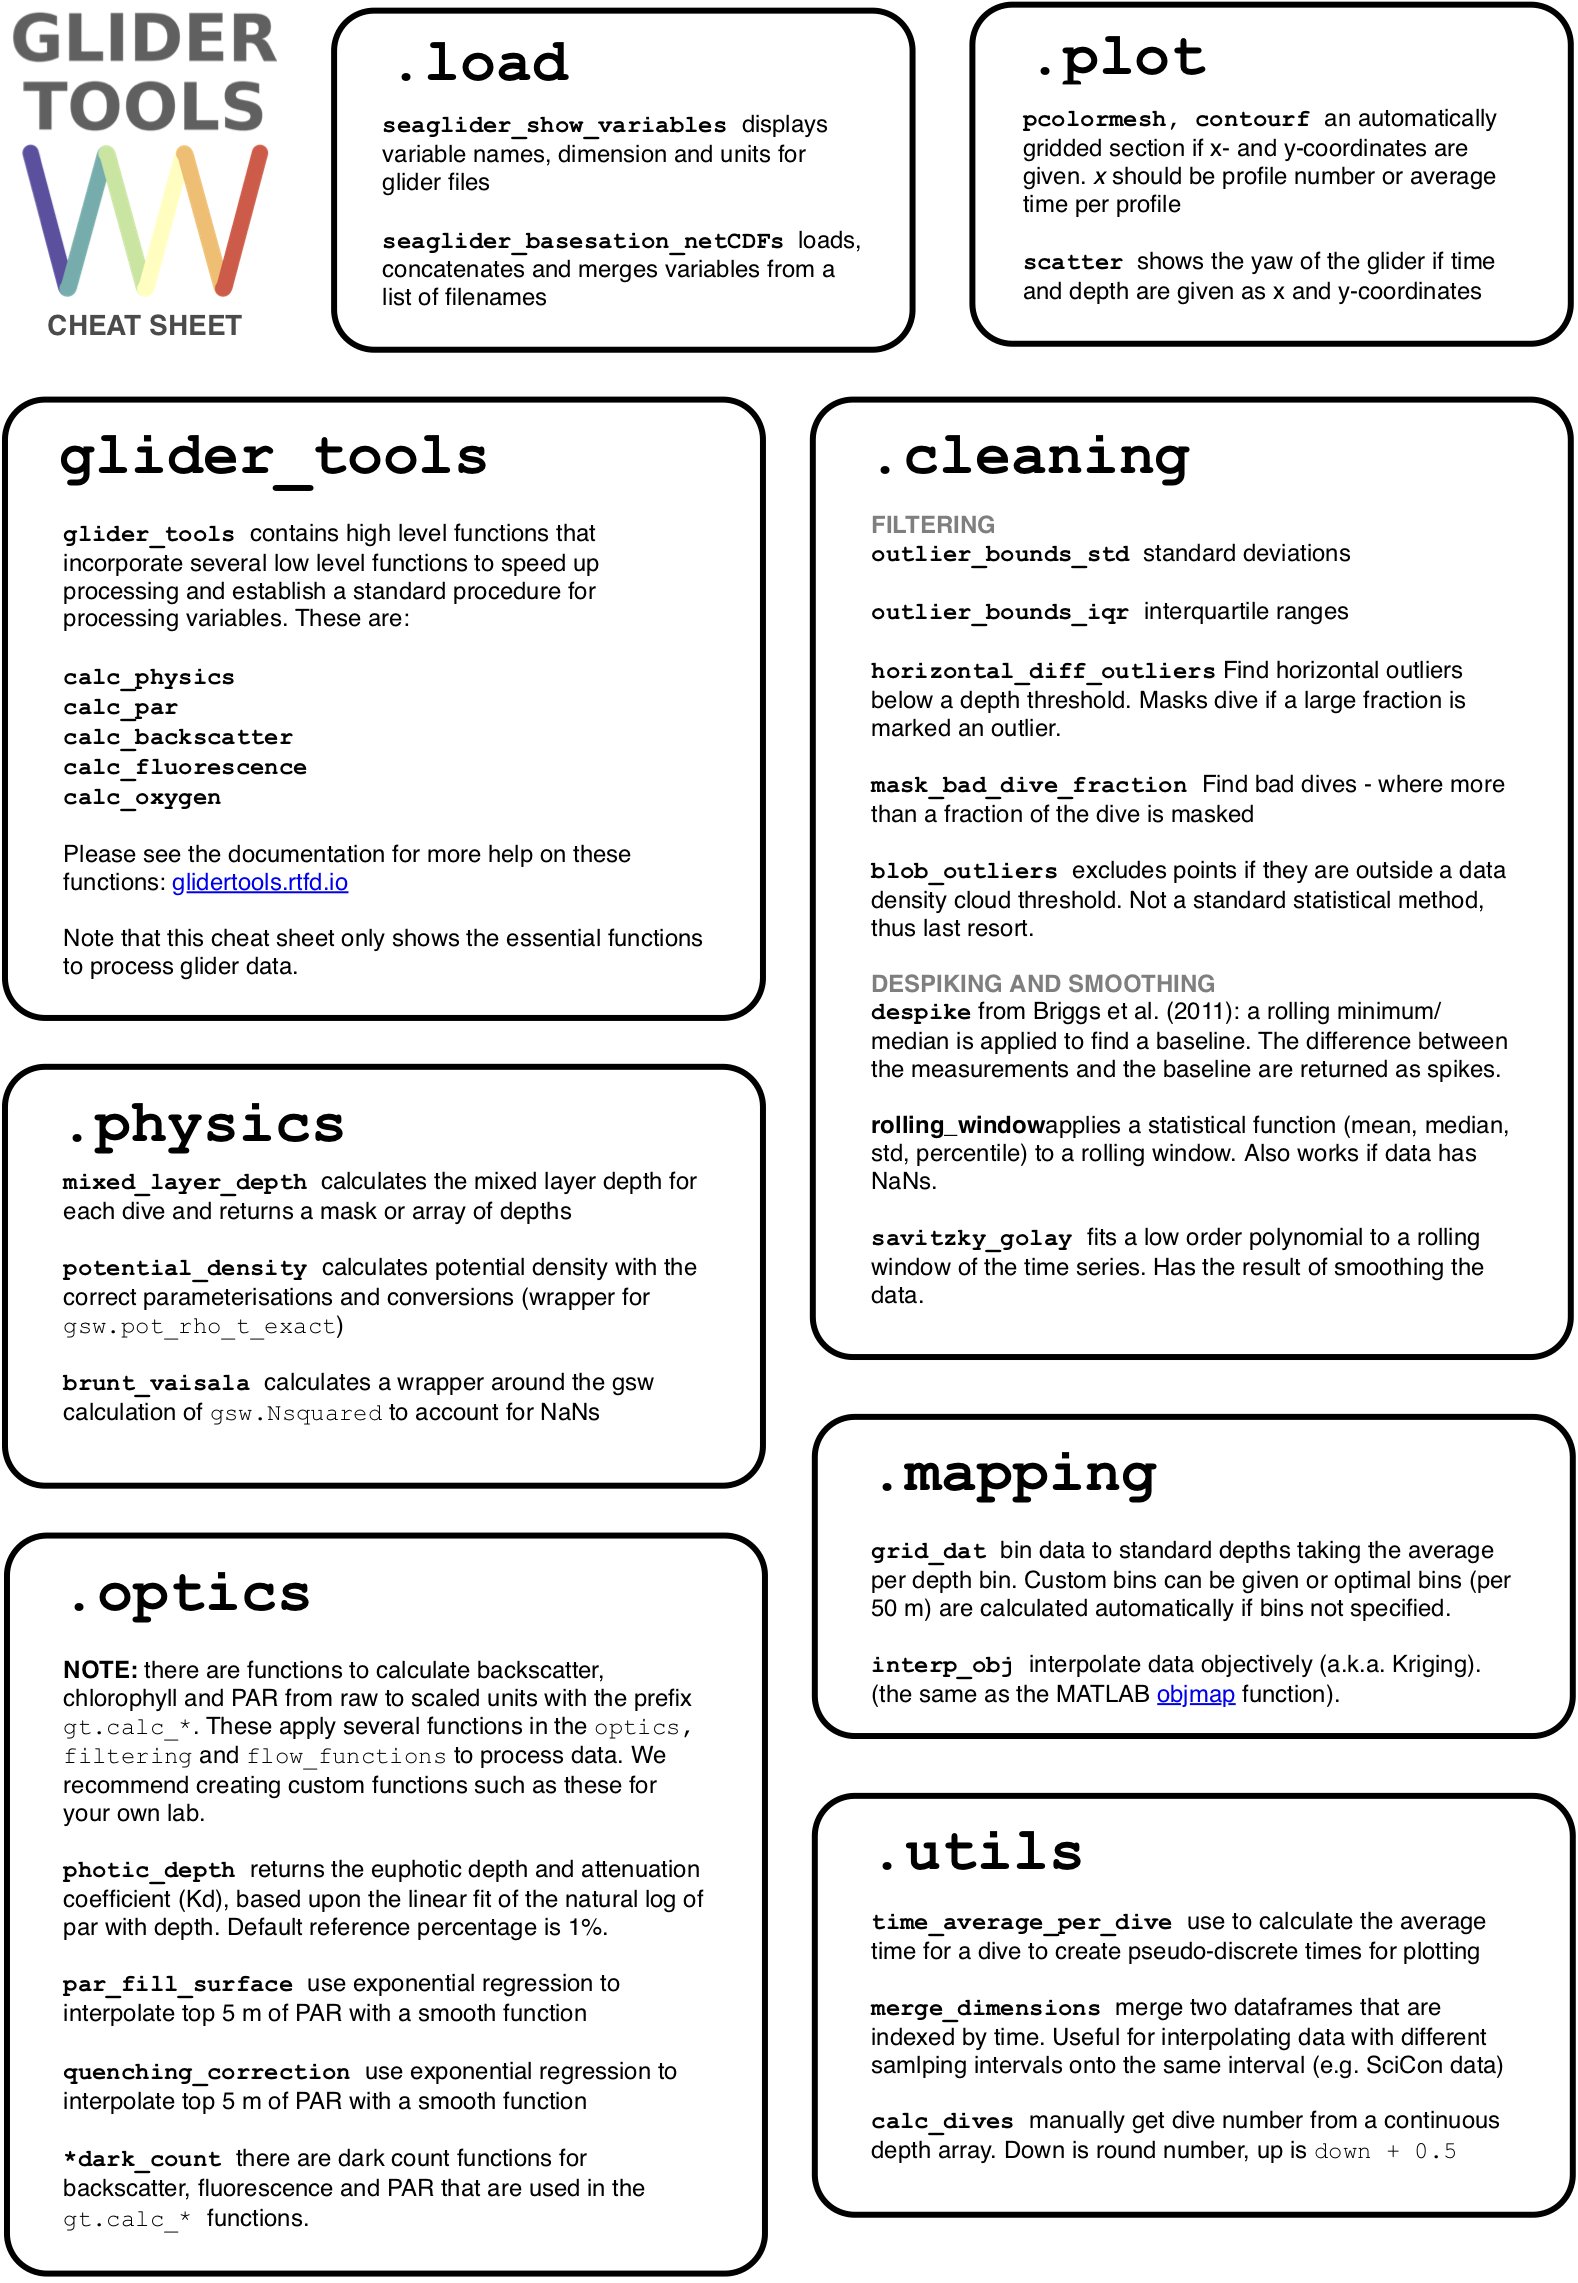 GLIDER
TOOLS
CHEAT SHEET
.load
seaglider_show_variables displays
variable names, dimension and units for
glider files
seaglider_basesation_netCDFs loads,
concatenates and merges variables from a
list of filenames
.plot
pcolormesh, contourf an automatically
gridded section if x- and y-coordinates are
given. x should be profile number or average
time per profile
scatter shows the yaw of the glider if time
and depth are given as x and y-coordinates
glider_tools
glider_tools contains high level functions that
incorporate several low level functions to speed up
processing and establish a standard procedure for
processing variables. These are:
calc_physics
calc_par
calc_backscatter
calc_fluorescence
calc_oxygen
Please see the documentation for more help on these
functions: glidertools.rtfd.io
Note that this cheat sheet only shows the essential functions
to process glider data.
.physics
mixed_layer_depth calculates the mixed layer depth for
each dive and returns a mask or array of depths
potential_density calculates potential density with the
correct parameterisations and conversions (wrapper for
gsw.pot_rho_t_exact)
brunt_vaisala calculates a wrapper around the gsw
calculation of gsw.Nsquared to account for NaNs
.optics
NOTE: there are functions to calculate backscatter,
chlorophyll and PAR from raw to scaled units with the prefix
gt.calc_*. These apply several functions in the optics,
filtering and flow_functions to process data. We
recommend creating custom functions such as these for
your own lab.
photic_depth returns the euphotic depth and attenuation
coefficient (Kd), based upon the linear fit of the natural log of
par with depth. Default reference percentage is 1%.
par_fill_surface use exponential regression to
interpolate top 5 m of PAR with a smooth function
quenching_correction use exponential regression to
interpolate top 5 m of PAR with a smooth function
*dark_count there are dark count functions for
backscatter, fluorescence and PAR that are used in the
gt.calc_* functions.
.cleaning
FILTERING
outlier_bounds_std standard deviations
outlier_bounds_iqr interquartile ranges
horizontal_diff_outliers Find horizontal outliers
below a depth threshold. Masks dive if a large fraction is
marked an outlier.
mask_bad_dive_fraction Find bad dives - where more
than a fraction of the dive is masked
blob_outliers excludes points if they are outside a data
density cloud threshold. Not a standard statistical method,
thus last resort.
DESPIKING AND SMOOTHING
despike from Briggs et al. (2011): a rolling minimum/
median is applied to find a baseline. The difference between
the measurements and the baseline are returned as spikes.
rolling_windowapplies a statistical function (mean, median,
std, percentile) to a rolling window. Also works if data has
NaNs.
savitzky_golay fits a low order polynomial to a rolling
window of the time series. Has the result of smoothing the
data.
.mapping
grid_dat bin data to standard depths taking the average
per depth bin. Custom bins can be given or optimal bins (per
50 m) are calculated automatically if bins not specified.
interp_obj interpolate data objectively (a.k.a. Kriging).
(the same as the MATLAB objmap function).
.utils
time_average_per_dive use to calculate the average
time for a dive to create pseudo-discrete times for plotting
merge_dimensions merge two dataframes that are
indexed by time. Useful for interpolating data with different
samlping intervals onto the same interval (e.g. SciCon data)
calc_dives manually get dive number from a continuous
depth array. Down is round number, up is down + 0.5